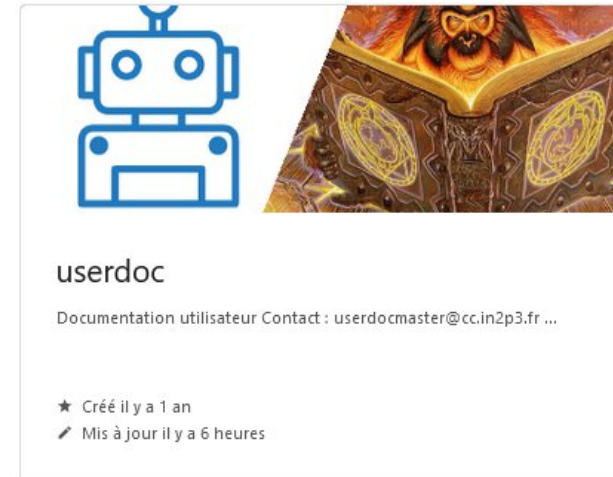 userdoc
Documentation utilisateur Contact : userdocmaster@cc.in2p3.fr ...
Créé il y a 1 an
Mis à jour il y a 6 heures